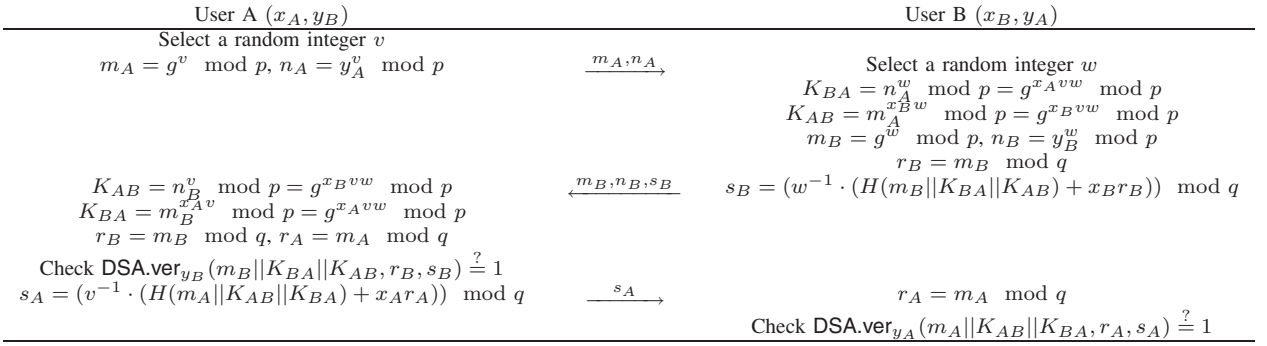 User A (x_A, y_B) User B (x_B, y_A)
Select a random integer v
m_A = g^v mod p, n_A = y_A^v mod p m_A,n_A Select a random integer w
K_BA = n_A^w mod p = g^{x_A vw} mod p
K_AB = m_A^{x_B w} mod p = g^{x_B vw} mod p
m_B = g^w mod p, n_B = y_B^w mod p
r_B = m_B mod q
K_AB = n_B^v mod p = g^{x_B vw} mod p m_B,n_B,s_B s_B = (w^{-1} · (H(m_B||K_BA||K_AB) + x_B r_B)) mod q
K_BA = m_B^{x_A v} mod p = g^{x_A vw} mod p
r_B = m_B mod q, r_A = m_A mod q
Check DSA.ver_{y_B}(m_B||K_BA||K_AB, r_B, s_B) ≟ 1
s_A = (v^{-1} · (H(m_A||K_AB||K_BA) + x_A r_A)) mod q s_A r_A = m_A mod q
Check DSA.ver_{y_A}(m_A||K_AB||K_BA, r_A, s_A) ≟ 1